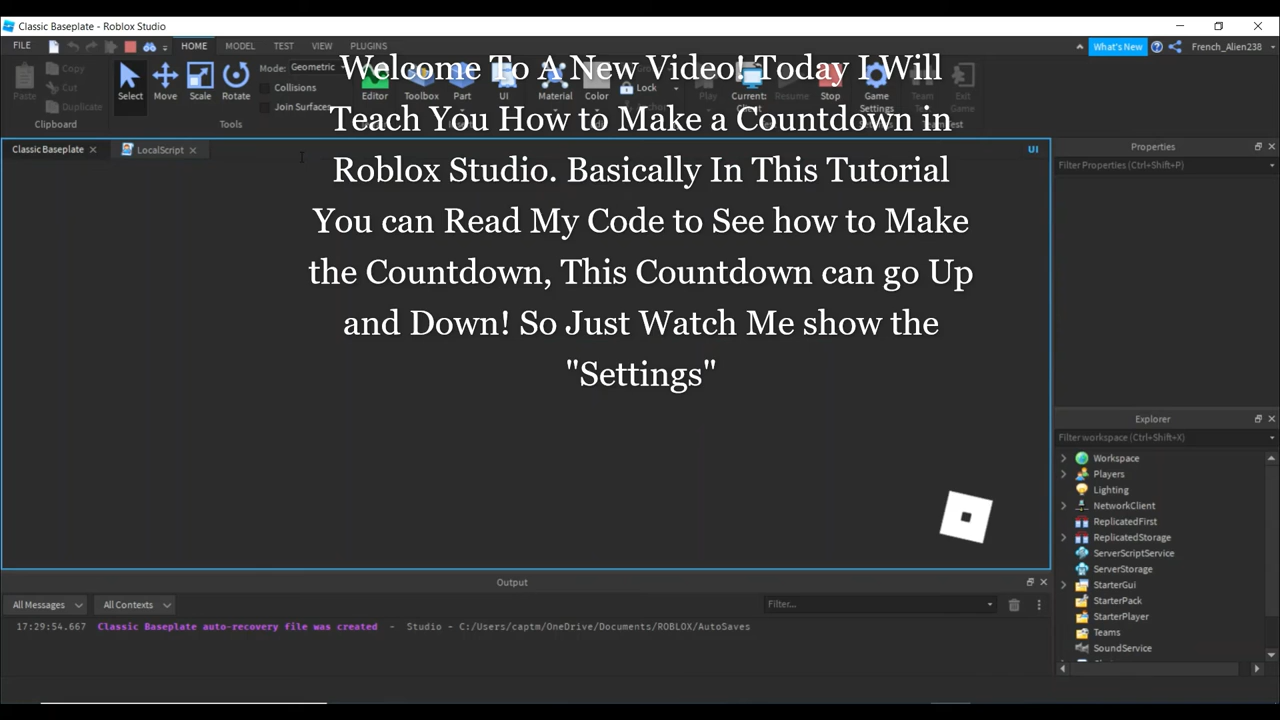 Classic Baseplate - Roblox Studio
FILE
HOME
MODEL
TEST
VIEW
PLUGINS
What's New
French_Alien238
Paste
Copy
Cut
Duplicate
Clipboard
Select
Move
Scale
Rotate
Mode: Geometric
Collisions
Join Surfaces
Tools
Editor
Toolbox
Part
UI
Material
Color
Lock
Play
Current:
Client
Resume
Stop
Game
Settings
Team
Exit
Game
Welcome To A New Video! Today I Will
Teach You How to Make a Countdown in
Roblox Studio. Basically In This Tutorial
You can Read My Code to See how to Make
the Countdown, This Countdown can go Up
and Down! So Just Watch Me show the
"Settings"
Classic Baseplate
LocalScript
UI
Properties
Filter Properties (Ctrl+Shift+P)
Explorer
Filter workspace (Ctrl+Shift+X)
Workspace
Players
Lighting
NetworkClient
ReplicatedFirst
ReplicatedStorage
ServerScriptService
ServerStorage
StarterGui
StarterPack
StarterPlayer
Teams
SoundService
Output
All Messages
All Contexts
Filter...
17:29:54.667 Classic Baseplate auto-recovery file was created - Studio - C:/Users/captm/OneDrive/Documents/ROBLOX/AutoSaves